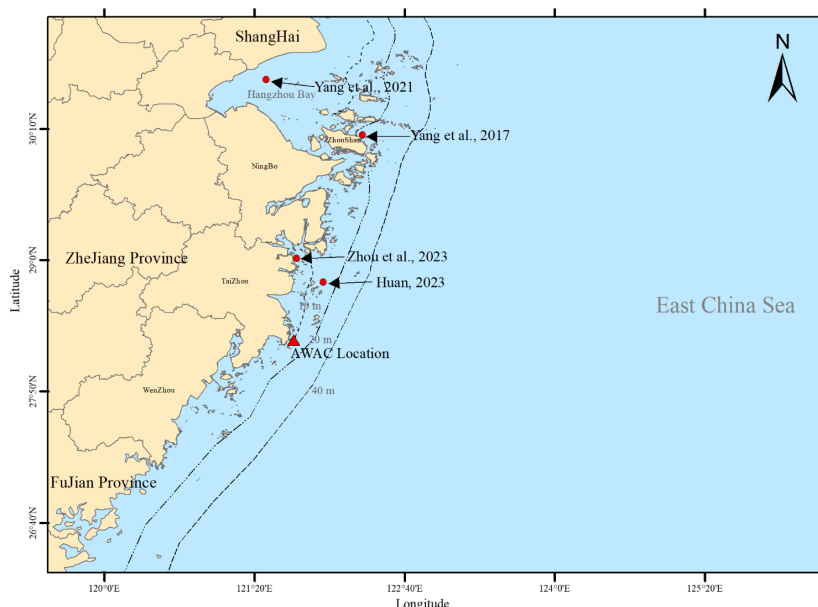 ShangHai
N
Yang et al., 2021
Hangzhou Bay
30°10'N
Yang et al., 2017
ZhouShan
NingBo
ZheJiang Province
Zhou et al., 2023
29°0'N
TaiZhou
Huan, 2023
Latitude
10 m
East China Sea
20 m
AWAC Location
27°50'N
WenZhou
40 m
FuJian Province
26°40'N
120°0'E
121°20'E
122°40'E
124°0'E
125°20'E
Longitude